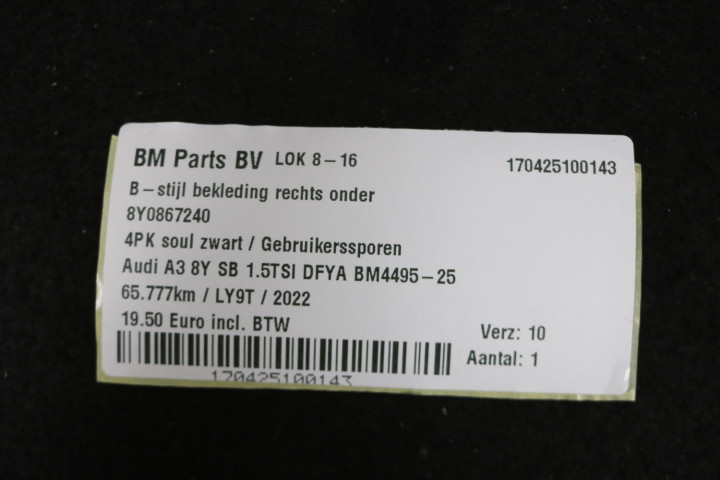 BM Parts BV LOK 8-16 170425100143
B-stijl bekleding rechts onder
8Y0867240
4PK soul zwart / Gebruikerssporen
Audi A3 8Y SB 1.5TSI DFYA BM4495-25
65.777km / LY9T / 2022
19.50 Euro incl. BTW
Verz: 10
Aantal: 1
170425100143